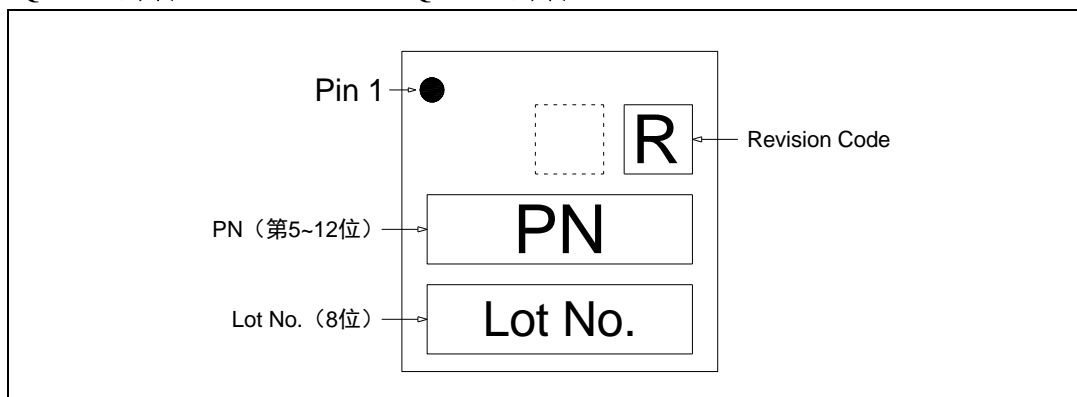 Pin 1
R
Revision Code
PN（第5~12位）
PN
Lot No.（8位）
Lot No.